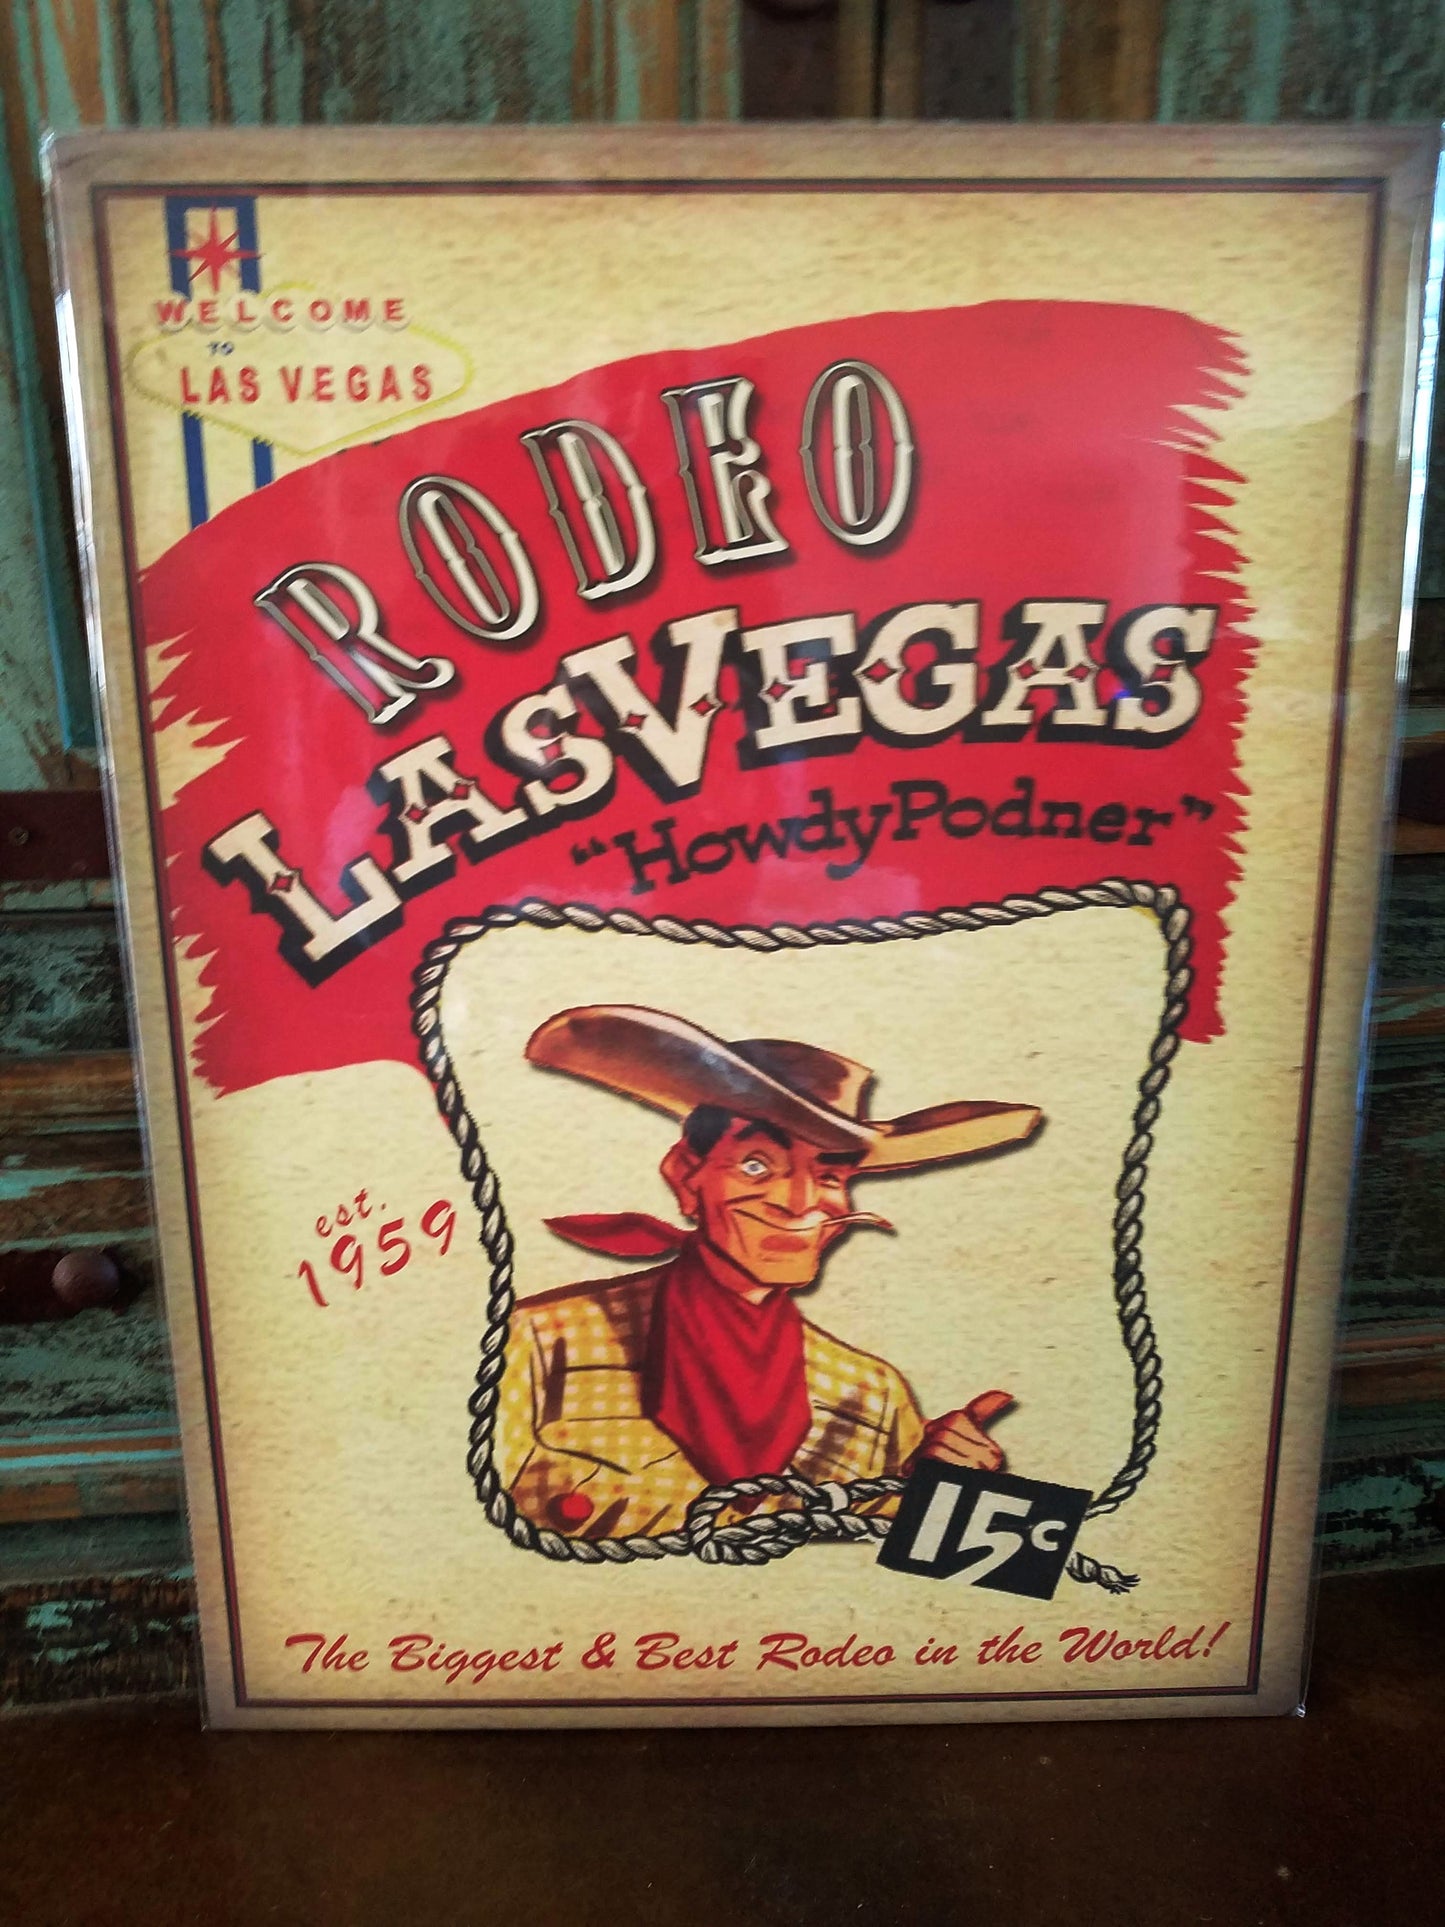 WELCOME
TO
LAS VEGAS
RODEO
LAS VEGAS
"Howdy Podner"
est.
1959
15c
The Biggest & Best Rodeo in the World!